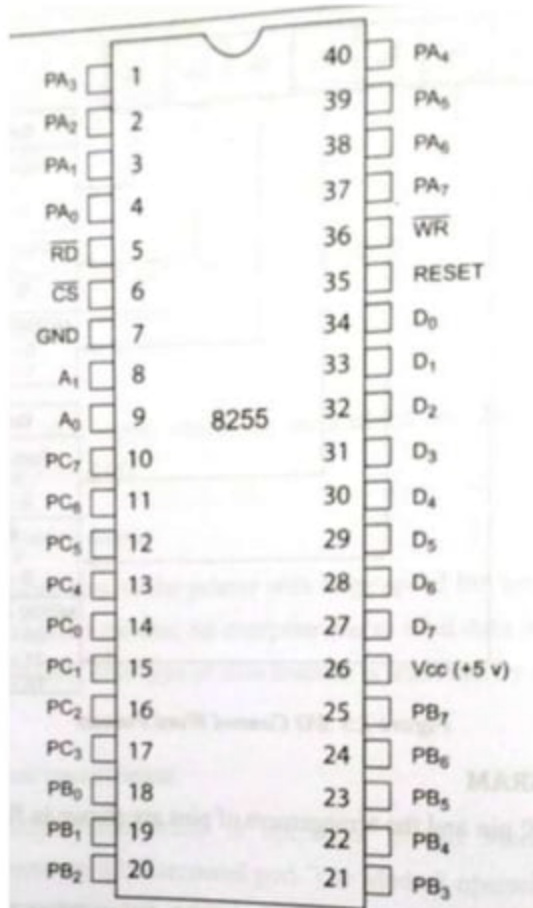 40 PA₄
PA₃ 1
39 PA₅
PA₂ 2
38 PA₆
PA₁ 3
37 PA₇
PA₀ 4
36 W̅R̅
R̅D̅ 5
35 RESET
C̅S̅ 6
34 D₀
GND 7
33 D₁
A₁ 8
32 D₂
A₀ 9
8255
31 D₃
PC₇ 10
30 D₄
PC₆ 11
29 D₅
PC₅ 12
28 D₆
PC₄ 13
27 D₇
PC₀ 14
26 Vcc (+5 v)
PC₁ 15
25 PB₇
PC₂ 16
24 PB₆
PC₃ 17
23 PB₅
PB₀ 18
22 PB₄
PB₁ 19
21 PB₃
PB₂ 20